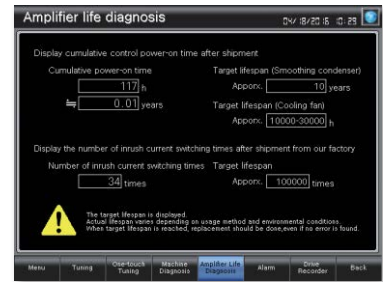 Amplifier life diagnosis
04/18/2016 10:29
Display cumulative control power-on time after shipment
Cumulative power-on time
Target lifespan (Smoothing condenser)
117 h
Apporx. 10 years
≒ 0.01 years
Target lifespan (Cooling fan)
Apporx. 10000-30000 h
Display the number of inrush current switching times after shipment from our factory
Number of inrush current switching times
Target lifespan
34 times
Apporx. 100000 times
The target lifespan is displayed.
Actual lifespan varies depending on usage method and environmental conditions.
When target lifespan is reached, replacement should be done,even if no error is found.
Menu
Tuning
One-touch
Tuning
Machine
Diagnosis
Amplifier Life
Diagnosis
Alarm
Drive
Recorder
Back